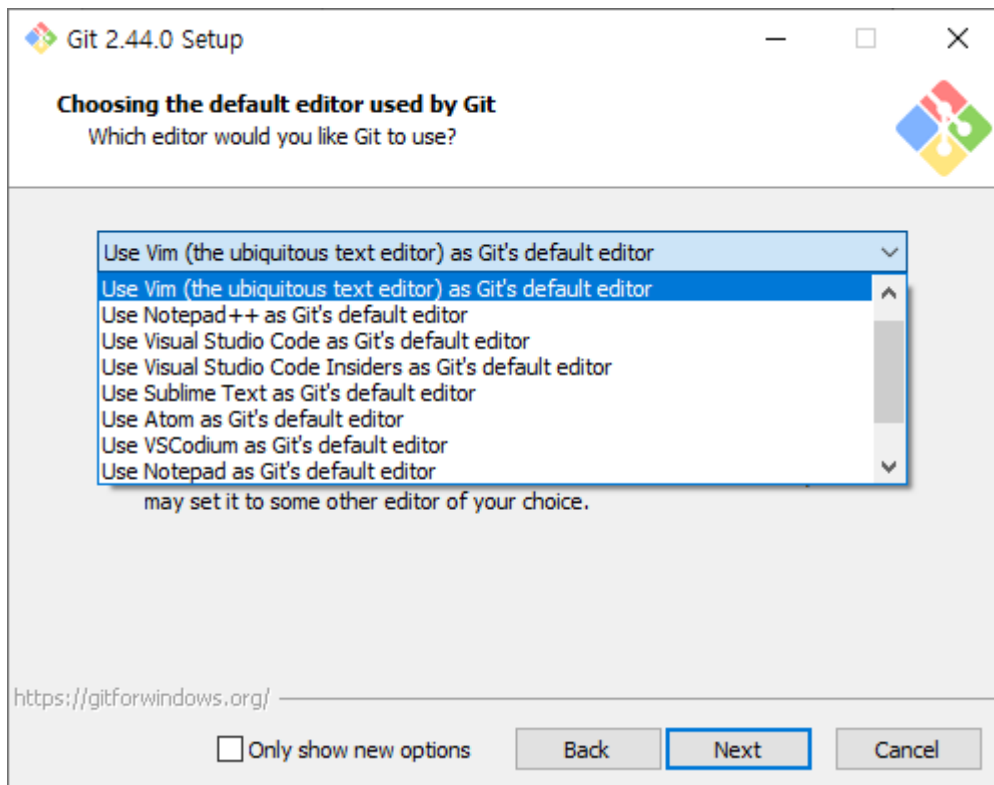 Git 2.44.0 Setup
Choosing the default editor used by Git
Which editor would you like Git to use?
Use Vim (the ubiquitous text editor) as Git's default editor
Use Vim (the ubiquitous text editor) as Git's default editor
Use Notepad++ as Git's default editor
Use Visual Studio Code as Git's default editor
Use Visual Studio Code Insiders as Git's default editor
Use Sublime Text as Git's default editor
Use Atom as Git's default editor
Use VSCodium as Git's default editor
Use Notepad as Git's default editor
may set it to some other editor of your choice.
https://gitforwindows.org/
Only show new options
Back
Next
Cancel